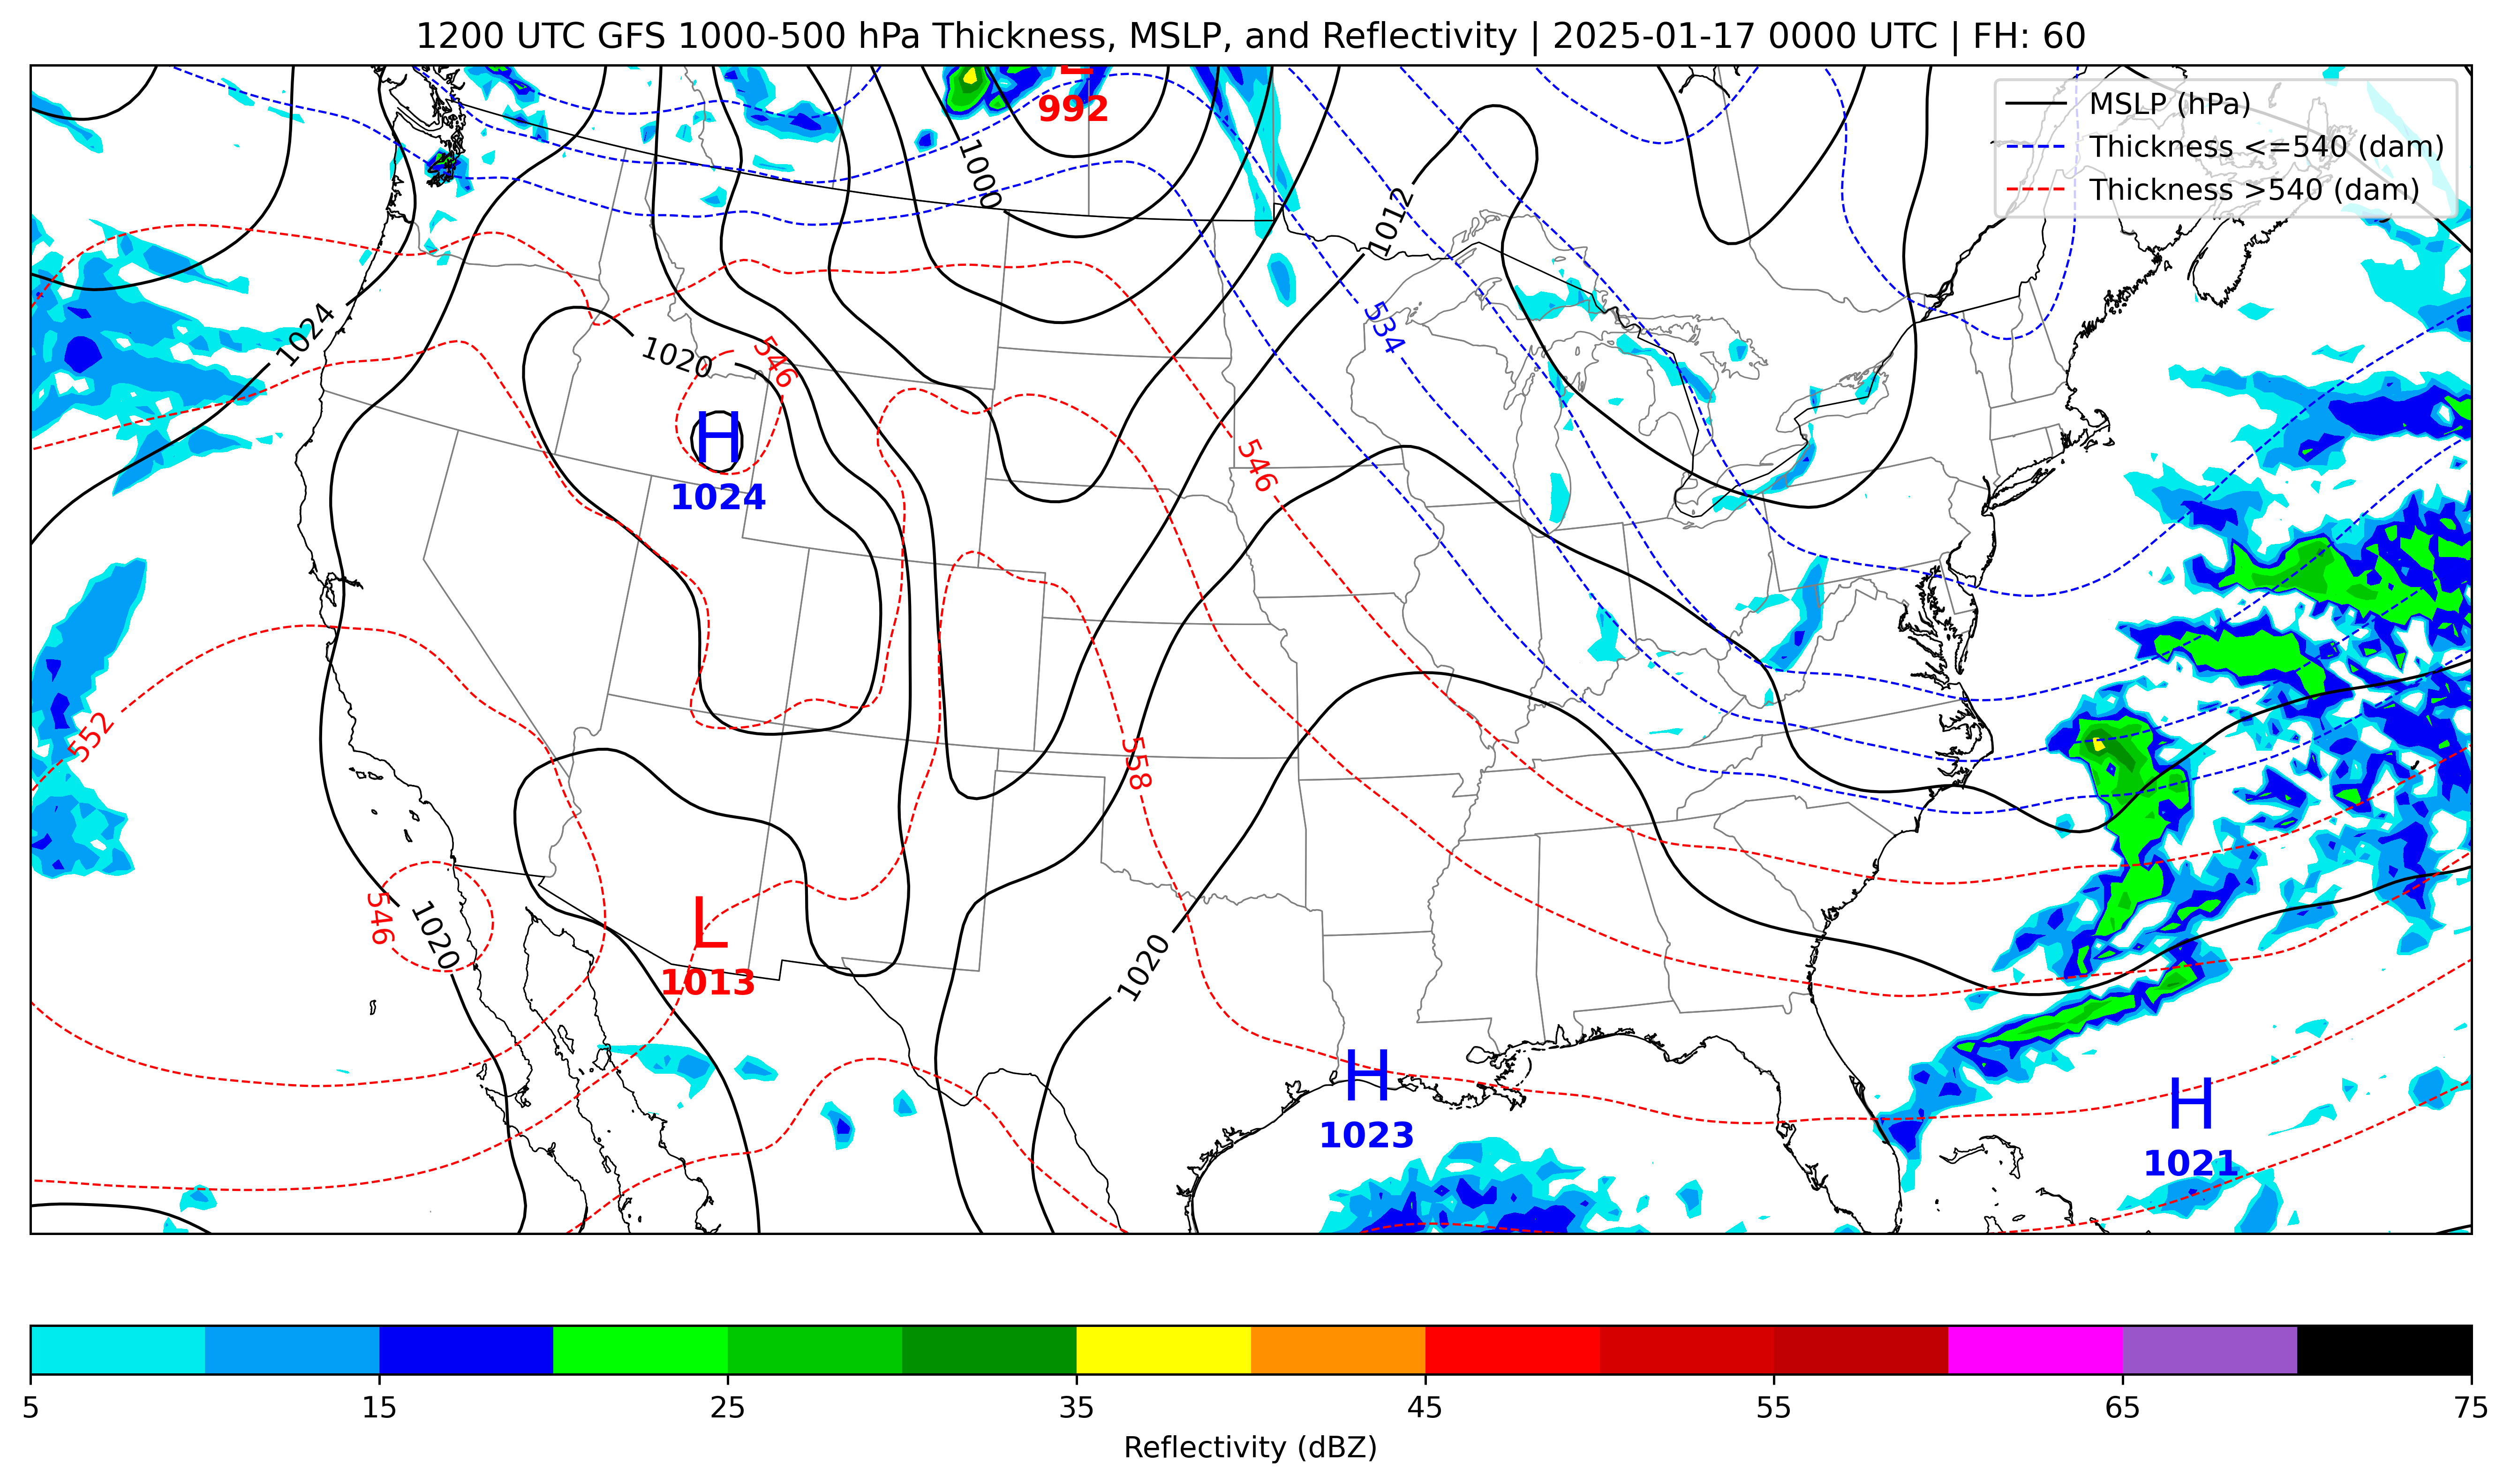 1200 UTC GFS 1000-500 hPa Thickness, MSLP, and Reflectivity | 2025-01-17 0000 UTC | FH: 60
MSLP (hPa)
Thickness <=540 (dam)
Thickness >540 (dam)
L
992
1000
1012
1024
534
1020
546
H
1024
546
552
558
546
1020
L
1013
1020
H
1023
H
1021
5 15 25 35 45 55 65 75
Reflectivity (dBZ)